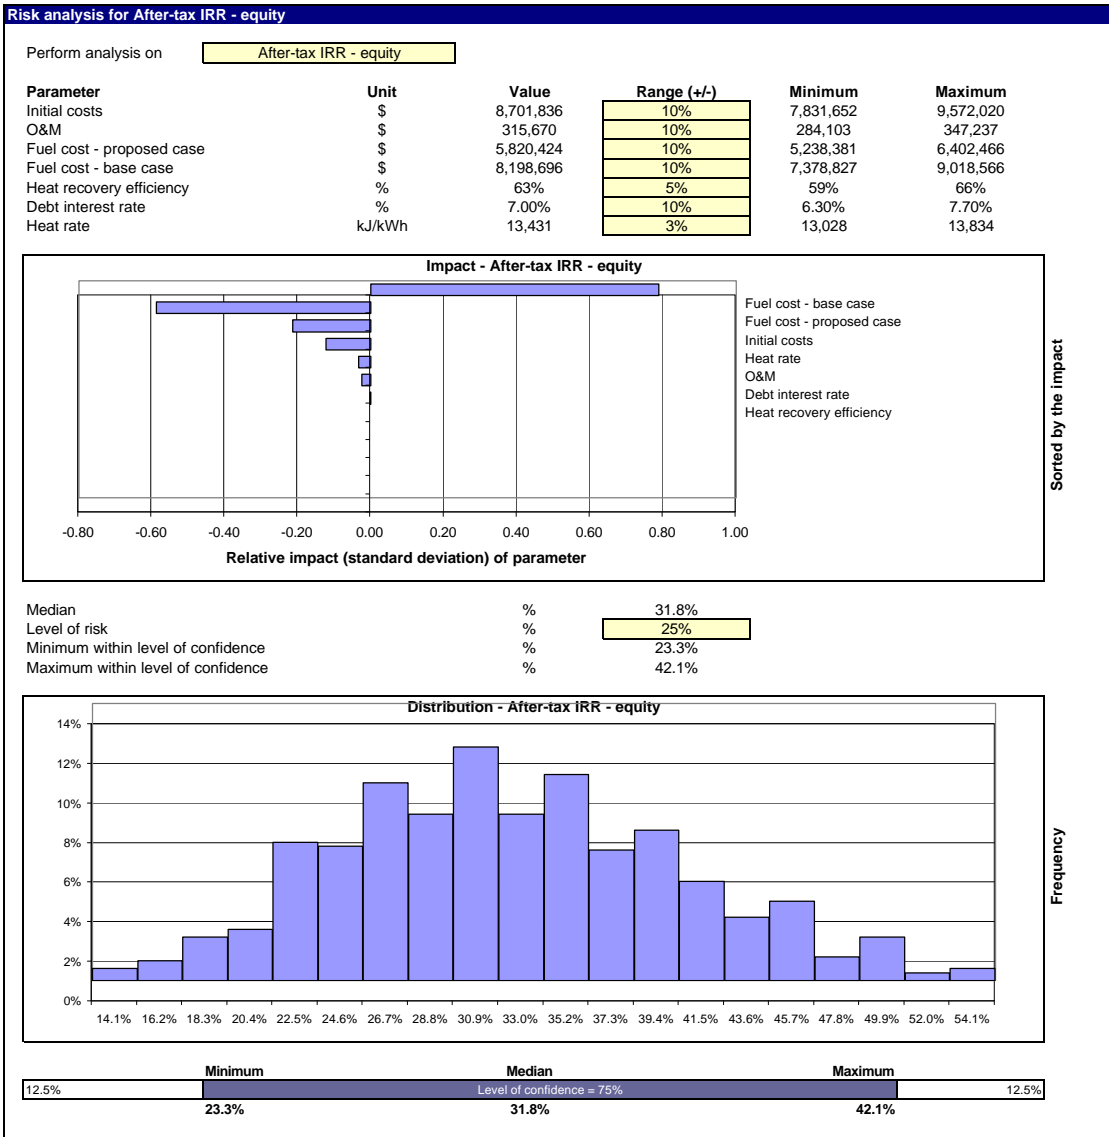 Risk analysis for After-tax IRR - equity
Perform analysis on After-tax IRR - equity
Parameter Unit Value Range (+/-) Minimum Maximum
Initial costs $ 8,701,836 10% 7,831,652 9,572,020
O&M $ 315,670 10% 284,103 347,237
Fuel cost - proposed case $ 5,820,424 10% 5,238,381 6,402,466
Fuel cost - base case $ 8,198,696 10% 7,378,827 9,018,566
Heat recovery efficiency % 63% 5% 59% 66%
Debt interest rate % 7.00% 10% 6.30% 7.70%
Heat rate kJ/kWh 13,431 3% 13,028 13,834
Impact - After-tax IRR - equity
Fuel cost - base case
Fuel cost - proposed case
Initial costs
Heat rate
O&M
Debt interest rate
Heat recovery efficiency
Sorted by the impact
-0.80 -0.60 -0.40 -0.20 0.00 0.20 0.40 0.60 0.80 1.00
Relative impact (standard deviation) of parameter
Median % 31.8%
Level of risk % 25%
Minimum within level of confidence % 23.3%
Maximum within level of confidence % 42.1%
Distribution - After-tax IRR - equity
14%
12%
10%
8%
6%
4%
2%
0%
Frequency
14.1% 16.2% 18.3% 20.4% 22.5% 24.6% 26.7% 28.8% 30.9% 33.0% 35.2% 37.3% 39.4% 41.5% 43.6% 45.7% 47.8% 49.9% 52.0% 54.1%
Minimum Median Maximum
12.5% Level of confidence = 75% 12.5%
23.3% 31.8% 42.1%